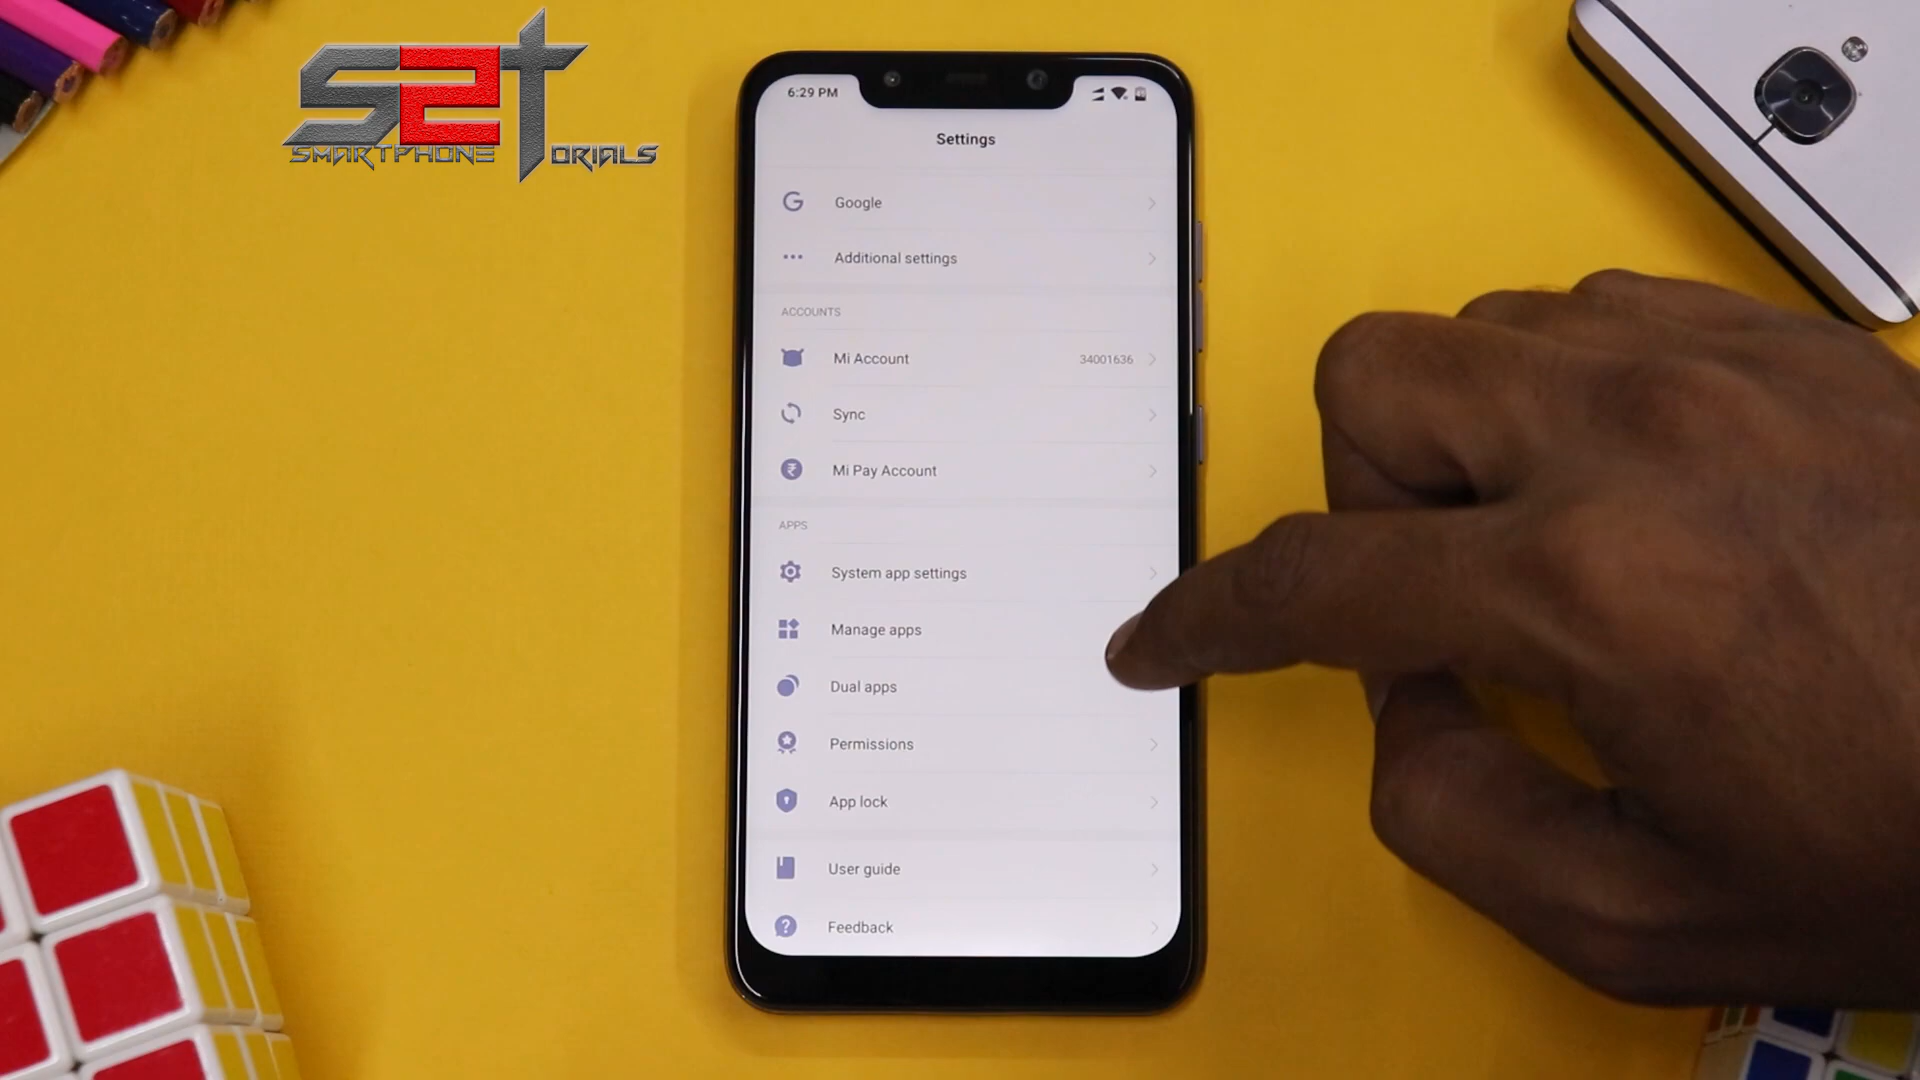 S2T
SMARTPHONE TORIALS
6:29 PM
Settings
Google
Additional settings
ACCOUNTS
Mi Account 34001636
Sync
Mi Pay Account
APPS
System app settings
Manage apps
Dual apps
Permissions
App lock
User guide
Feedback